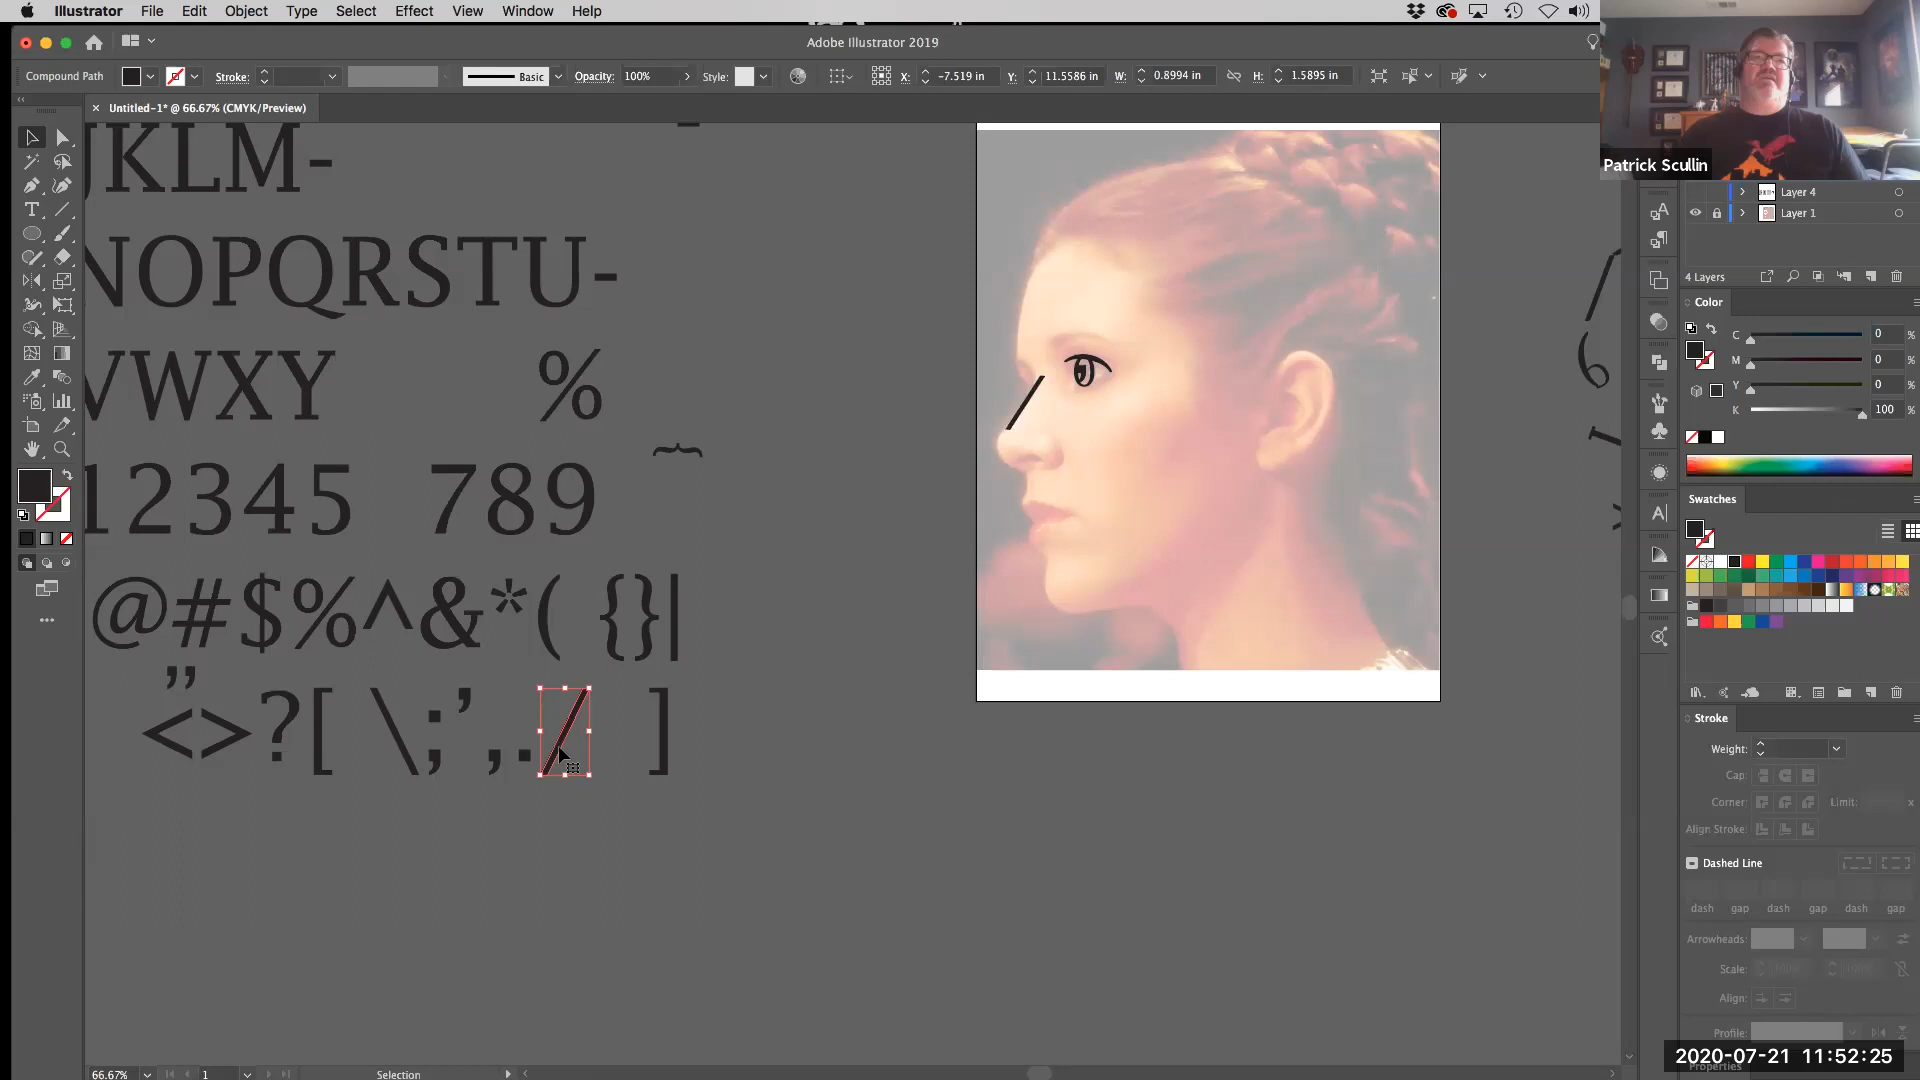 Illustrator File Edit Object Type Select Effect View Window Help
Adobe Illustrator 2019
Compound Path Stroke: Basic Opacity: 100% Style: X: -7.519 in Y: 11.5586 in W: 0.8994 in H: 1.5895 in
× Untitled-1* @ 66.67% (CMYK/Preview)
JKLM-
NOPQRSTU-
VWXY %
12345 789
@#$%^&*( {}|
”
<>?[ \;’,./ ]
Patrick Scullin
Layer 4
Layer 1
4 Layers
Color
C 0 %
M 0 %
Y 0 %
K 100 %
Swatches
Stroke
Weight:
Cap:
Corner: Limit: x
Align Stroke:
Dashed Line
dash gap dash gap dash gap
Arrowheads:
Scale: 100% 100%
Align:
Profile:
2020-07-21 11:52:25
Properties
66.67% 1 Selection